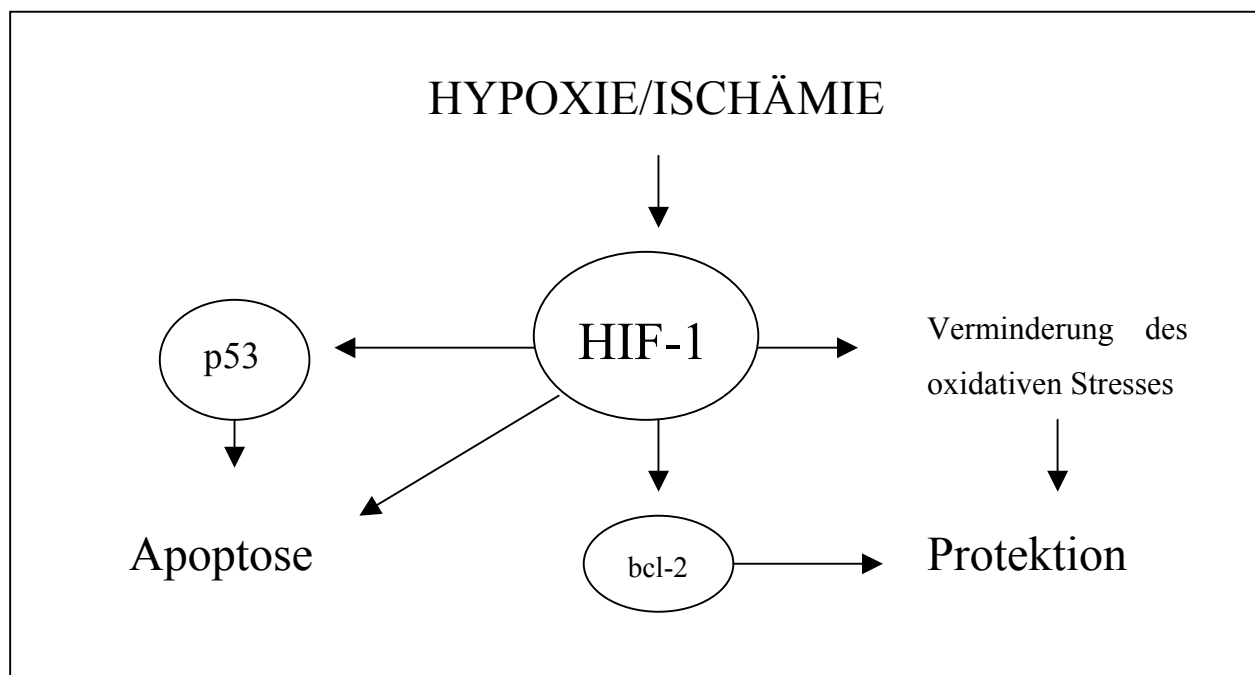 HYPOXIE/ISCHÄMIE
p53
HIF-1
Verminderung des
oxidativen Stresses
Apoptose
bcl-2
Protektion